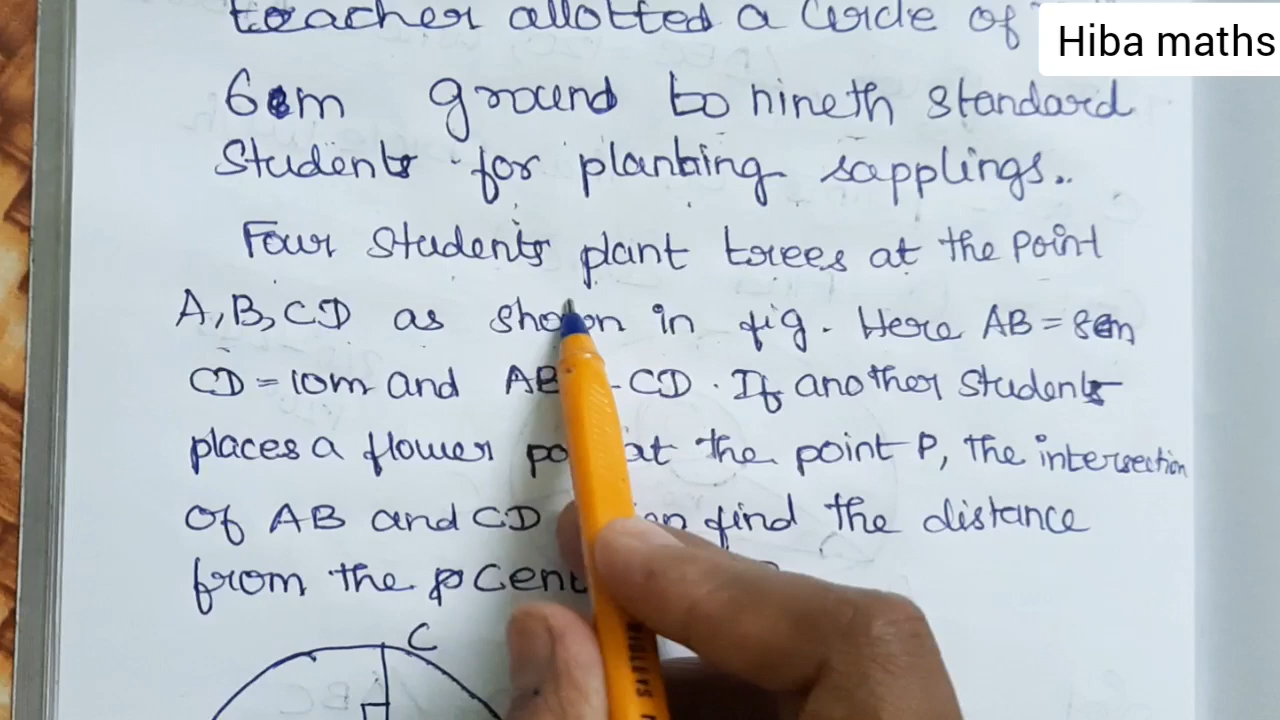 teacher allotted a Circle of
Hiba maths
6m ground to nineth standard
Students for planting sapplings..
Four Students plant trees at the point
A, B, CD as shown in fig. Here AB = 8m
CD = 10m and AB CD. If another Students
places a flower at the point P, the intersection
Of AB and CD find the distance
from the
C